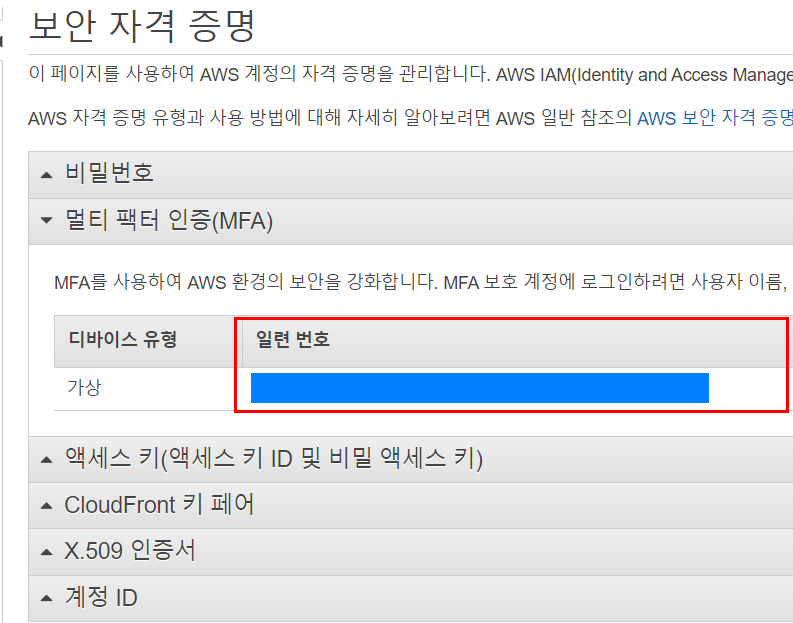 보안 자격 증명
이 페이지를 사용하여 AWS 계정의 자격 증명을 관리합니다. AWS IAM(Identity and Access Manage
AWS 자격 증명 유형과 사용 방법에 대해 자세히 알아보려면 AWS 일반 참조의 AWS 보안 자격 증명
비밀번호
멀티 팩터 인증(MFA)
MFA를 사용하여 AWS 환경의 보안을 강화합니다. MFA 보호 계정에 로그인하려면 사용자 이름,
디바이스 유형 일련 번호
가상
액세스 키(액세스 키 ID 및 비밀 액세스 키)
CloudFront 키 페어
X.509 인증서
계정 ID